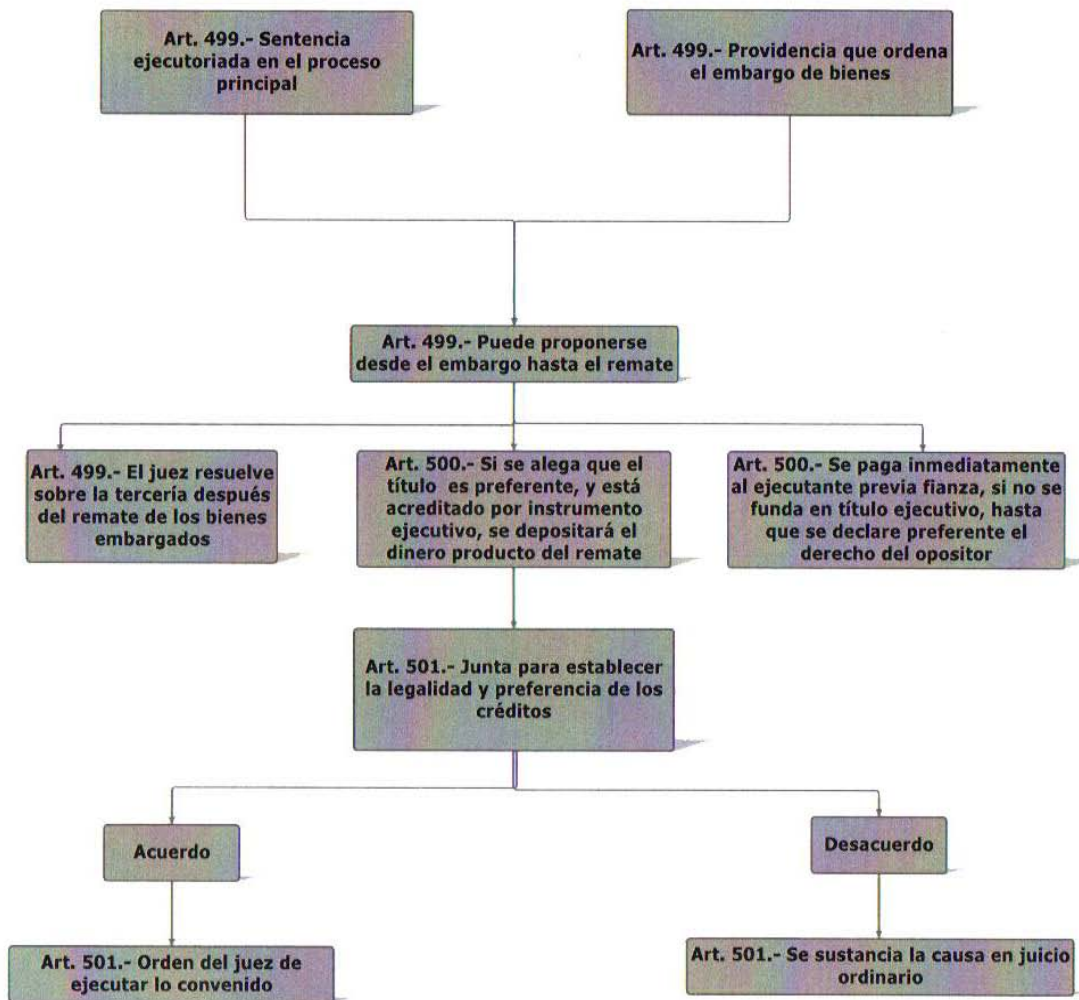 Art. 499.- Sentencia
ejecutoriada en el proceso
principal
Art. 499.- Providencia que ordena
el embargo de bienes
Art. 499.- Puede proponerse
desde el embargo hasta el remate
Art. 499.- El juez resuelve
sobre la tercería después
del remate de los bienes
embargados
Art. 500.- Si se alega que el
título es preferente, y está
acreditado por instrumento
ejecutivo, se depositará el
dinero producto del remate
Art. 500.- Se paga inmediatamente
al ejecutante previa fianza, si no se
funda en título ejecutivo, hasta
que se declare preferente el
derecho del opositor
Art. 501.- Junta para establecer
la legalidad y preferencia de los
créditos
Acuerdo
Desacuerdo
Art. 501.- Orden del juez de
ejecutar lo convenido
Art. 501.- Se sustancia la causa en juicio
ordinario